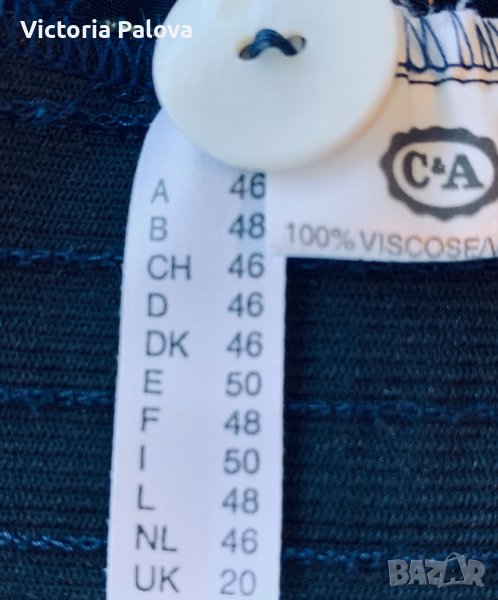 Victoria Palova
C&A
100% VISCOSE/V
A 46
B 48
CH 46
D 46
DK 46
E 50
F 48
I 50
L 48
NL 46
UK 20
BAZAR.BG